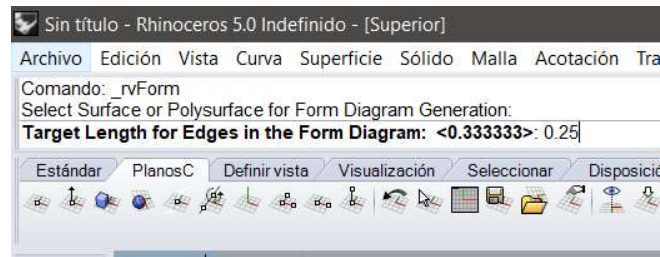 Sin título - Rhinoceros 5.0 Indefinido - [Superior]
Archivo Edición Vista Curva Superficie Sólido Malla Acotación Tra
Comando: _rvForm
Select Surface or Polysurface for Form Diagram Generation:
Target Length for Edges in the Form Diagram: <0.333333>: 0.25
Estándar PlanosC Definir vista Visualización Seleccionar Disposició